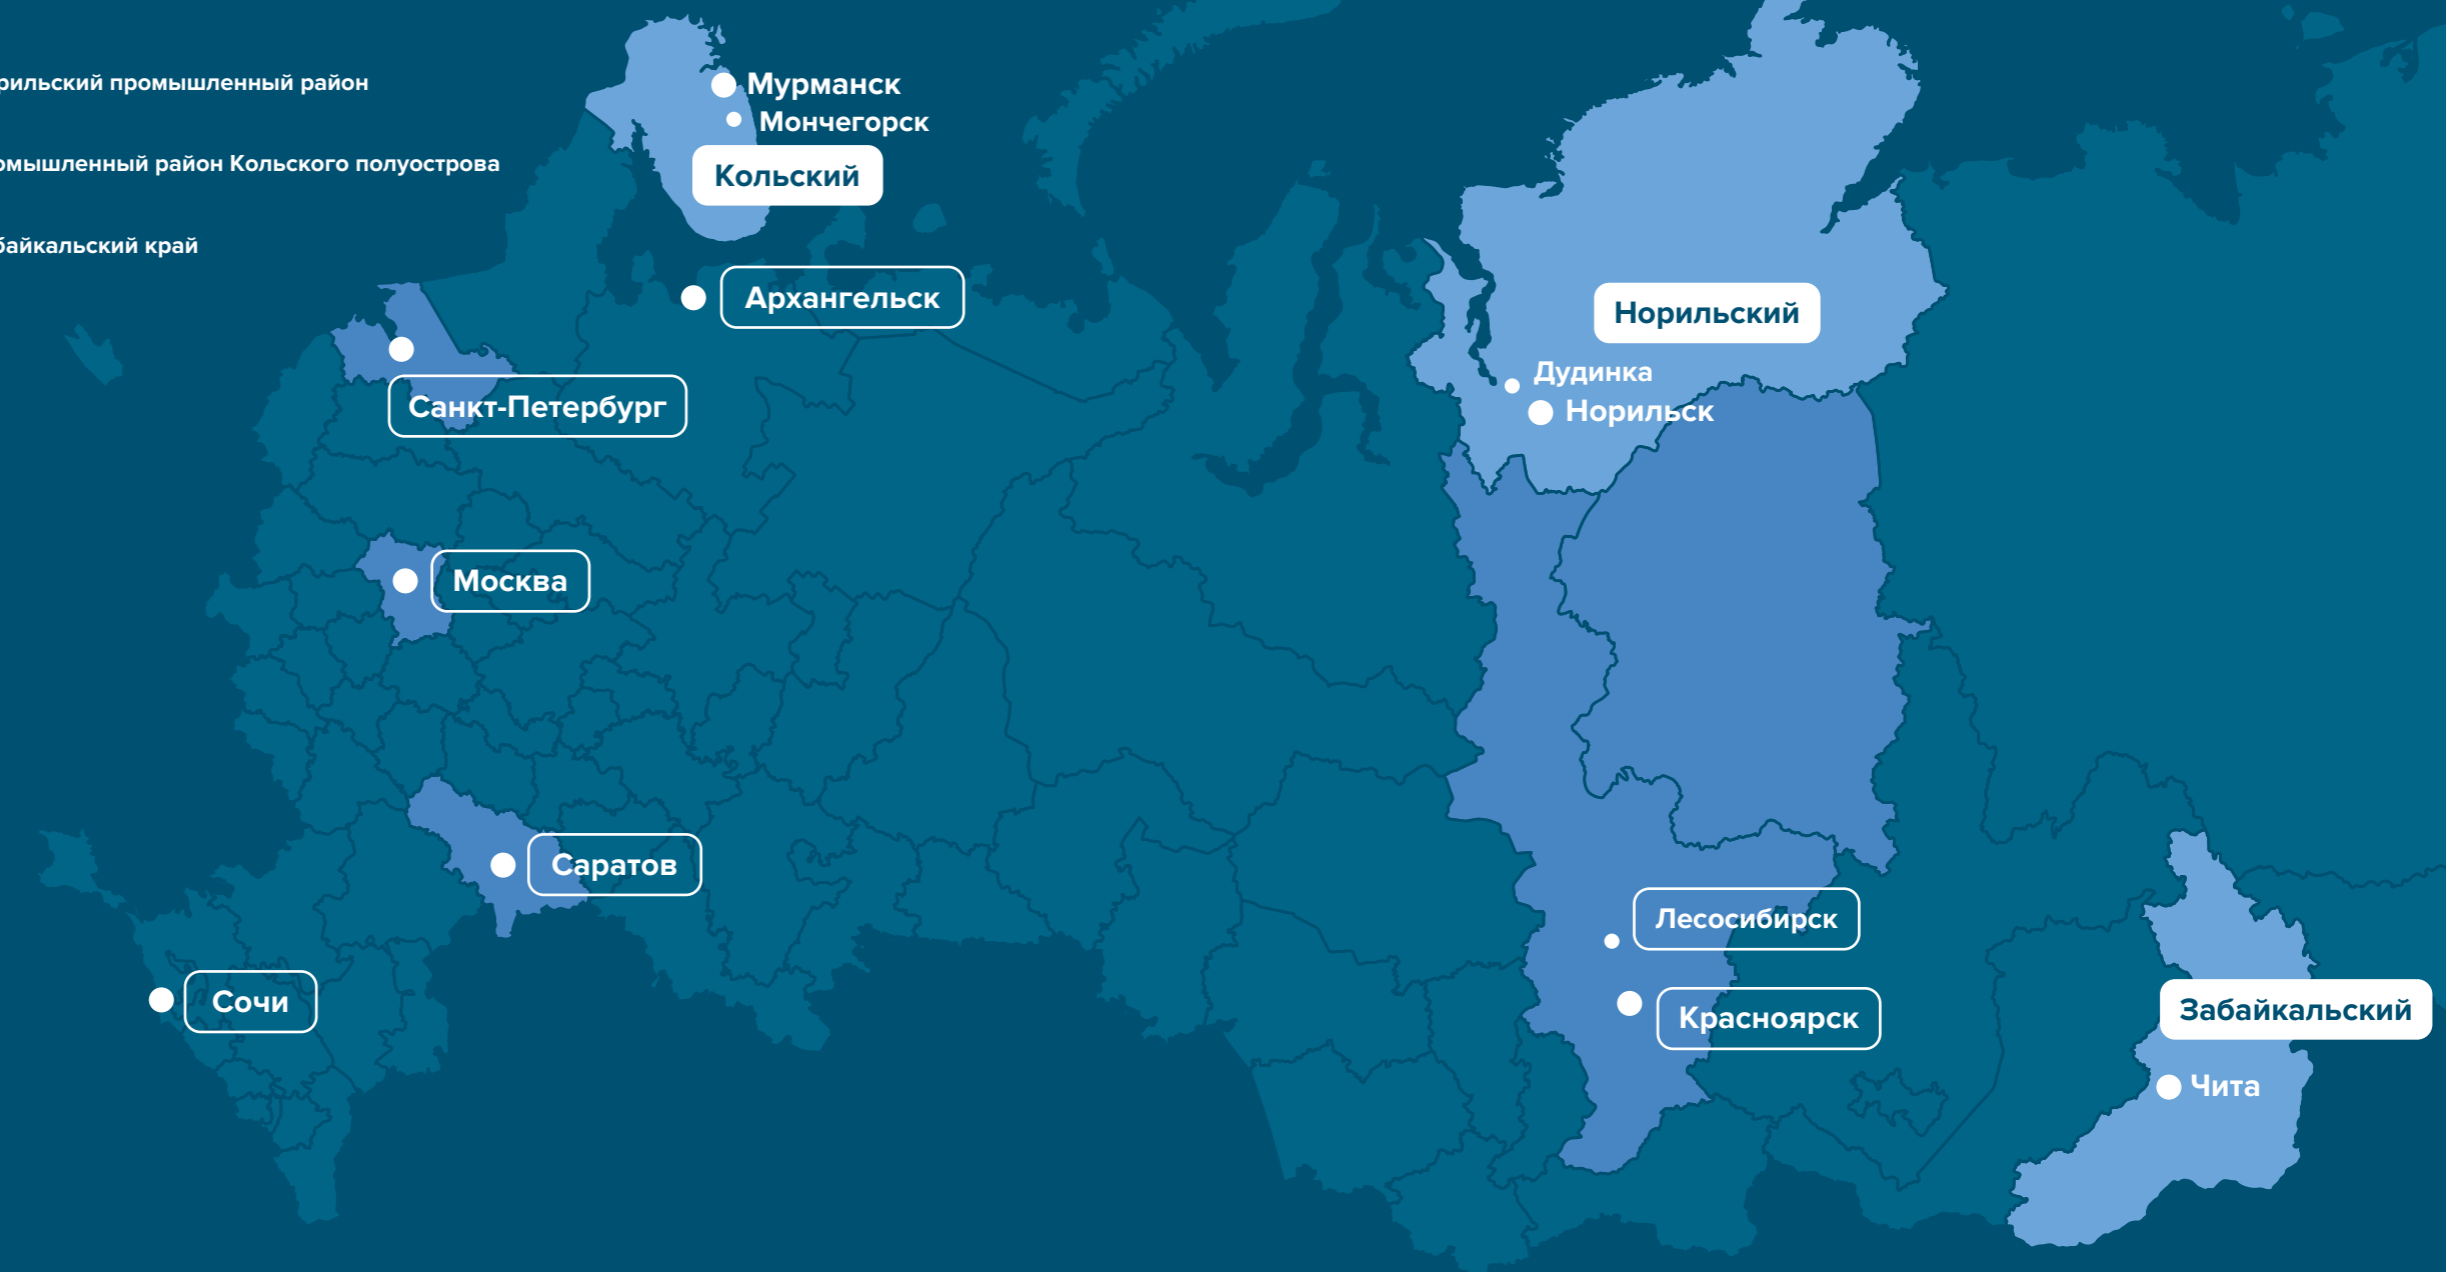 рильский промышленный район
омышленный район Кольского полуострова
байкальский край
Мурманск
Мончегорск
Кольский
Архангельск
Санкт-Петербург
Москва
Саратов
Сочи
Норильский
Дудинка
Норильск
Лесосибирск
Красноярск
Забайкальский
Чита